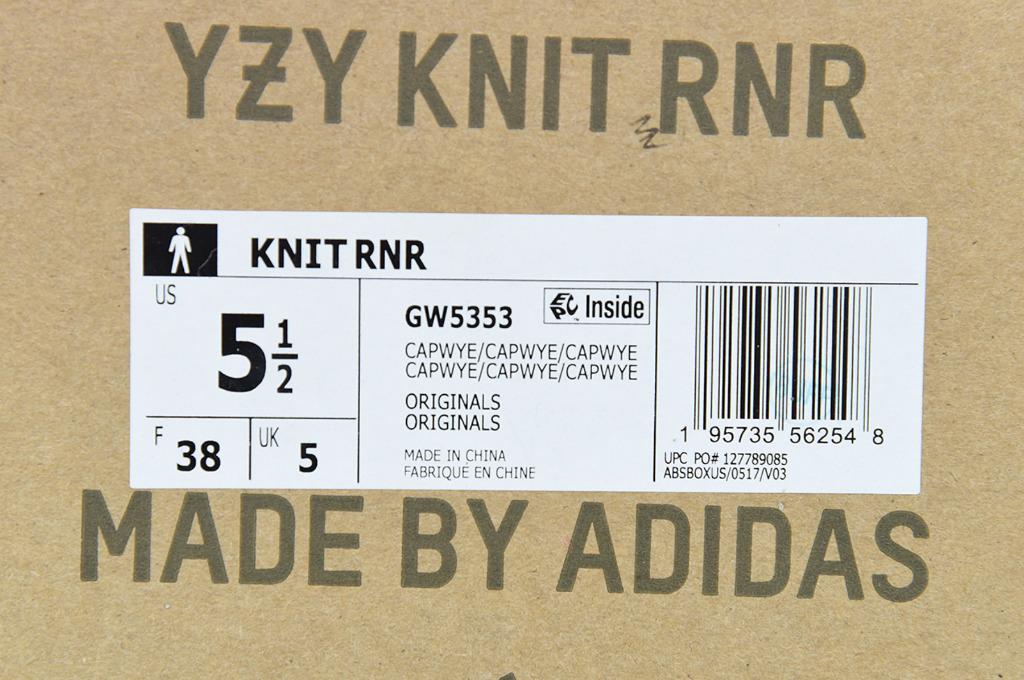 YZY KNIT RNR
KNIT RNR
US
5 1/2
F 38
UK 5
GW5353
EPC Inside
CAPWYE/CAPWYE/CAPWYE
CAPWYE/CAPWYE/CAPWYE
ORIGINALS
ORIGINALS
MADE IN CHINA
FABRIQUÉ EN CHINE
1 95735 56254 8
UPC PO# 127789085
ABSBOXUS/0517/V03
MADE BY ADIDAS